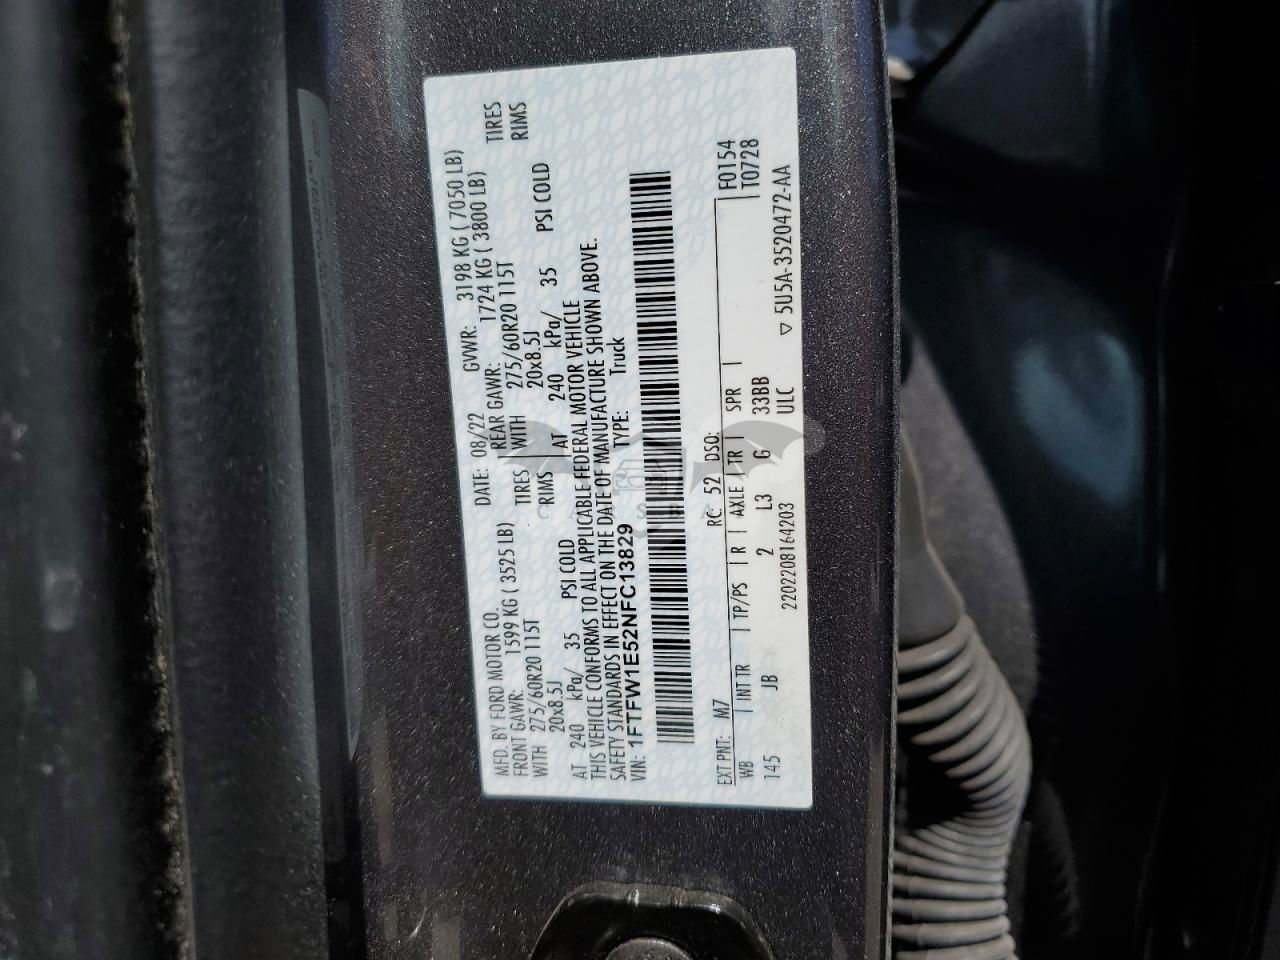 MFD. BY FORD MOTOR CO.
DATE: 08/22 GVWR: 3198 KG ( 7050 LB)
FRONT GAWR: 1599 KG ( 3525 LB) REAR GAWR: 1724 KG ( 3800 LB)
WITH 275/60R20 115T TIRES WITH 275/60R20 115T TIRES
20x8.5J RIMS 20x8.5J RIMS
AT 240 kPa/ 35 PSI COLD AT 240 kPa/ 35 PSI COLD
THIS VEHICLE CONFORMS TO ALL APPLICABLE FEDERAL MOTOR VEHICLE
SAFETY STANDARDS IN EFFECT ON THE DATE OF MANUFACTURE SHOWN ABOVE.
VIN: 1FTFW1E52NFC13829 TYPE: Truck
EXT PNT: M7 RC: 52 DSO: F0154
WB INT TR TP/PS R AXLE TR SPR T0728
145 JB 2 L3 G 33BB
2202208164203 ULC ▽ 5U5A-3520472-AA